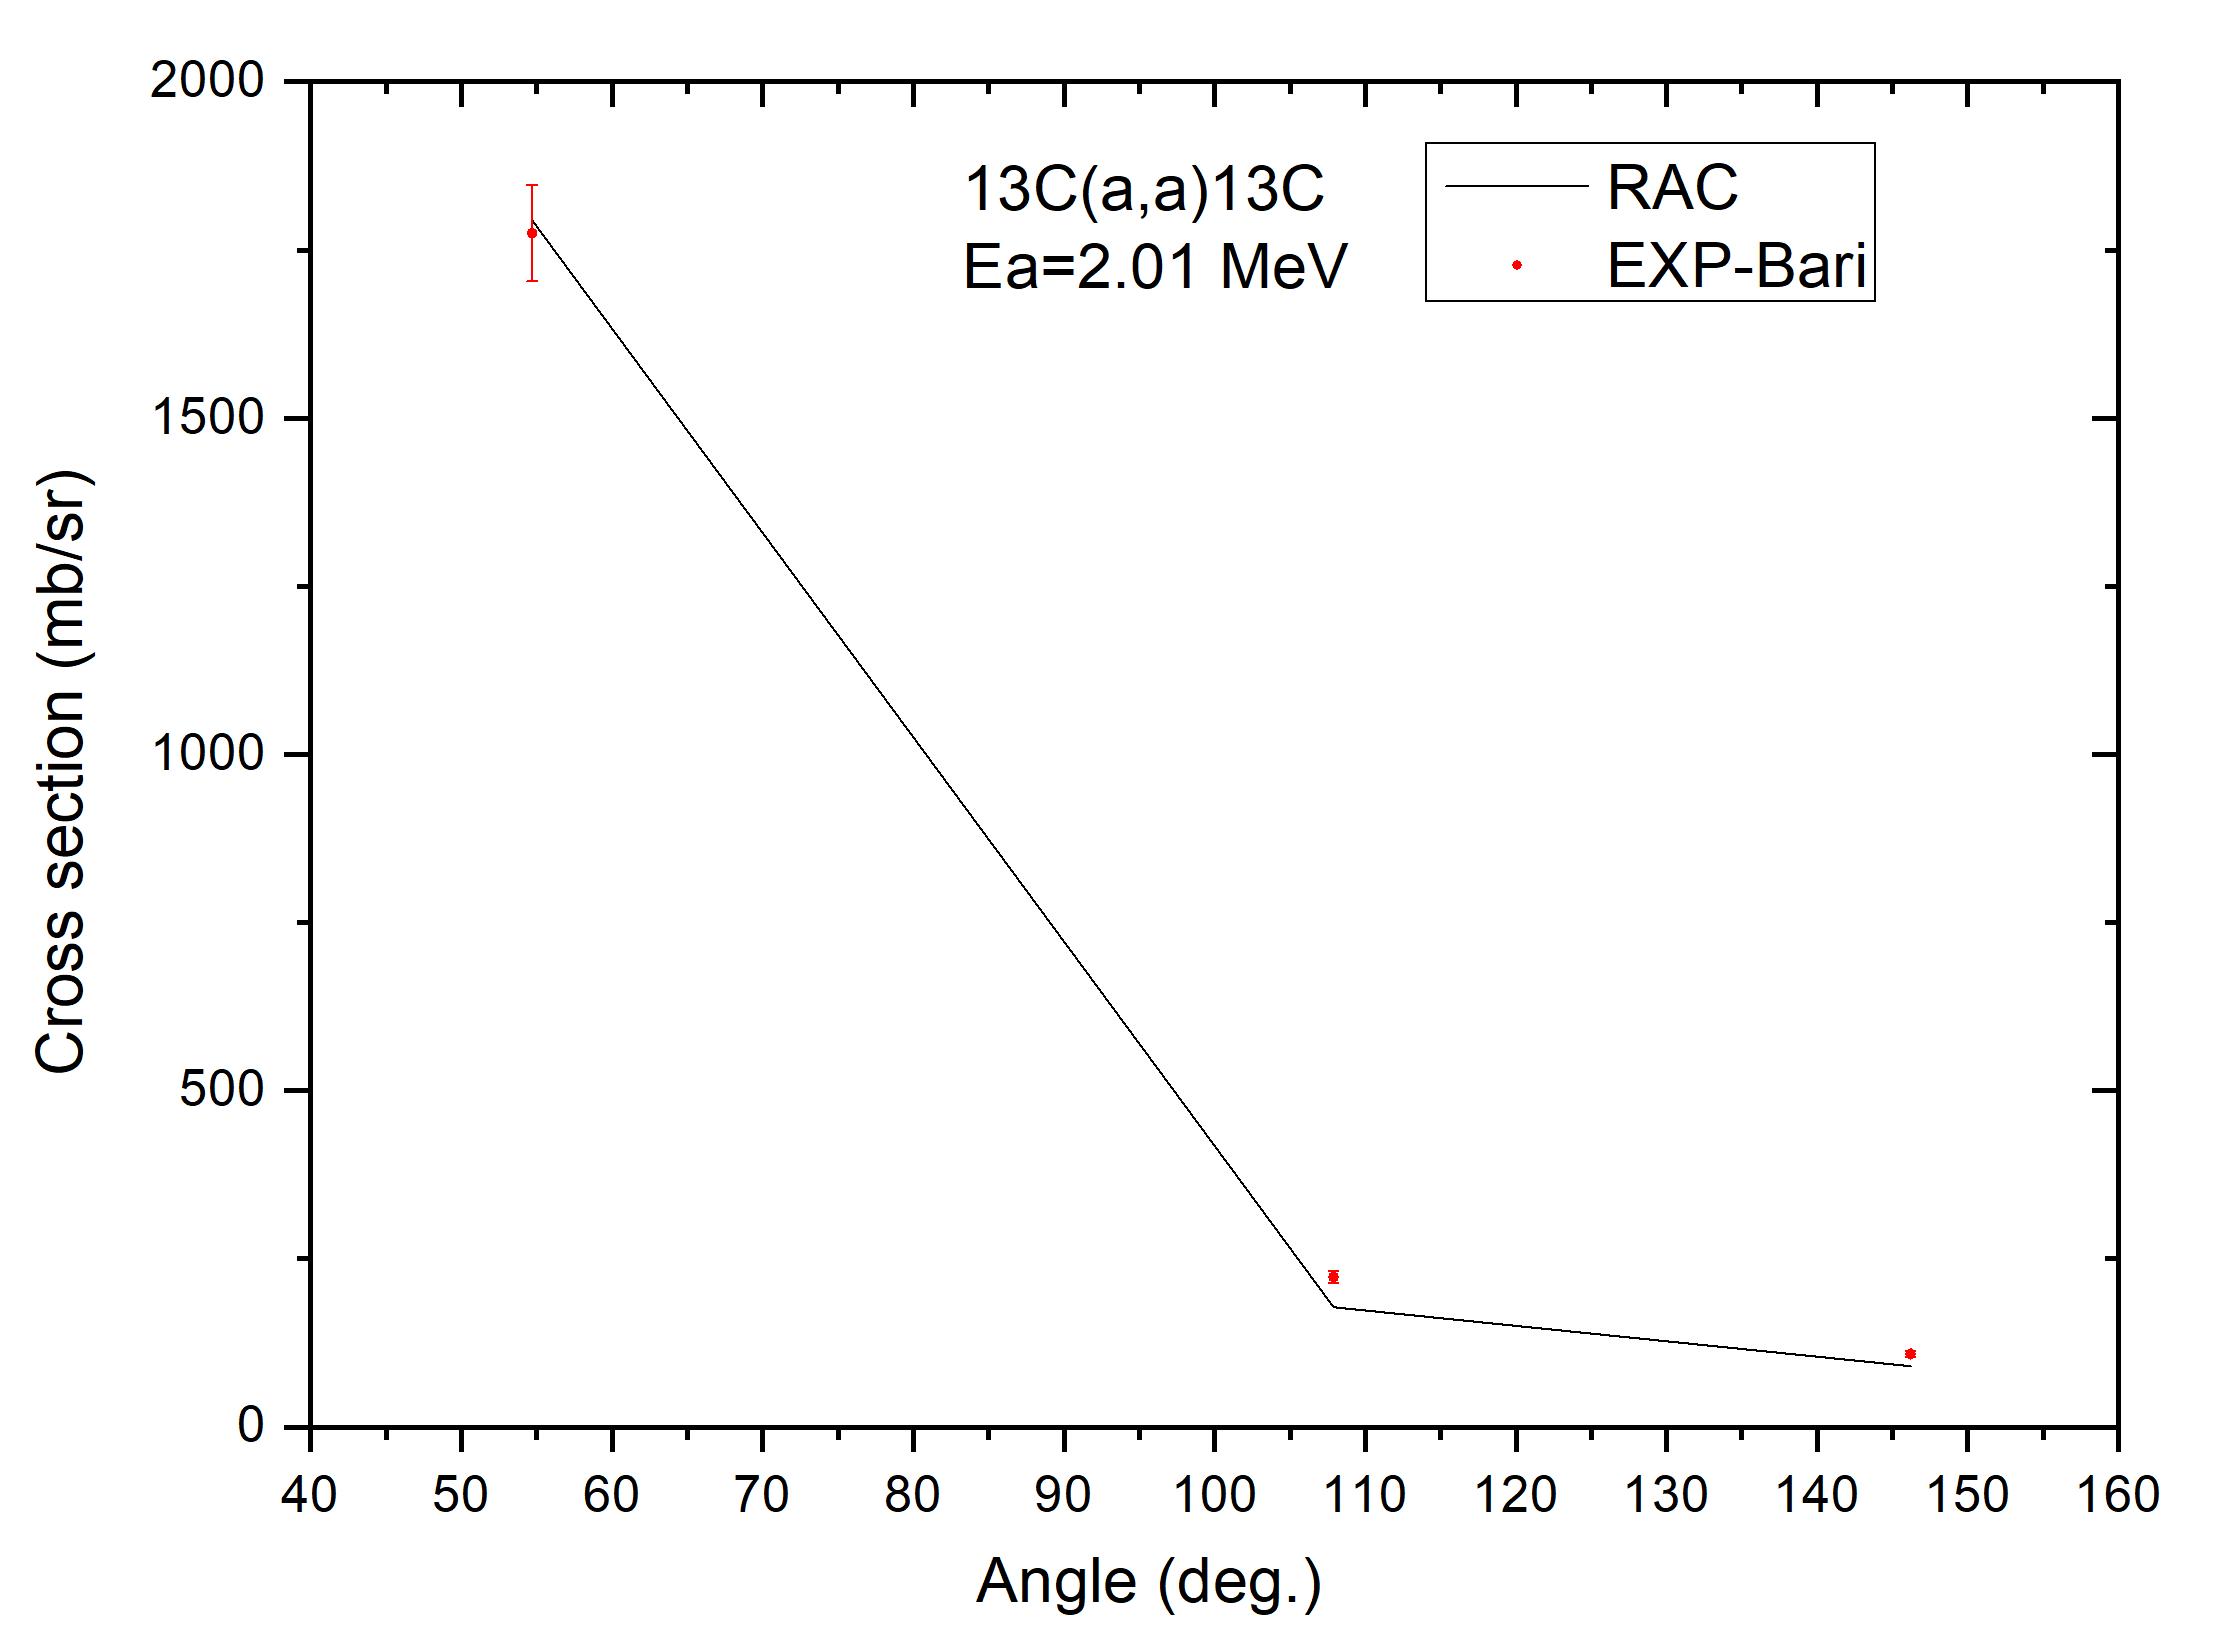 2000
1500
1000
500
0
Cross section (mb/sr)
13C(a,a)13C
Ea=2.01 MeV
RAC
EXP-Bari
40 50 60 70 80 90 100 110 120 130 140 150 160
Angle (deg.)